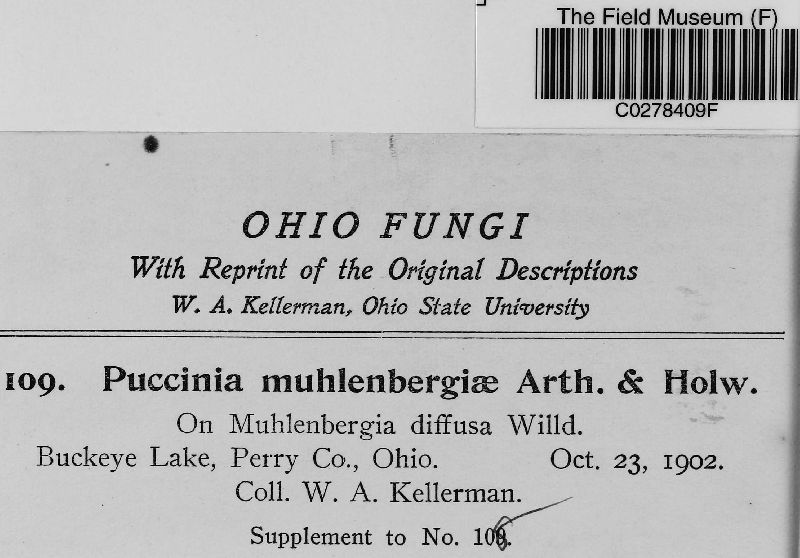 The Field Museum (F)
C0278409F
OHIO FUNGI
With Reprint of the Original Descriptions
W. A. Kellerman, Ohio State University
109. Puccinia muhlenbergiæ Arth. & Holw.
On Muhlenbergia diffusa Willd.
Buckeye Lake, Perry Co., Ohio. Oct. 23, 1902.
Coll. W. A. Kellerman.
Supplement to No.